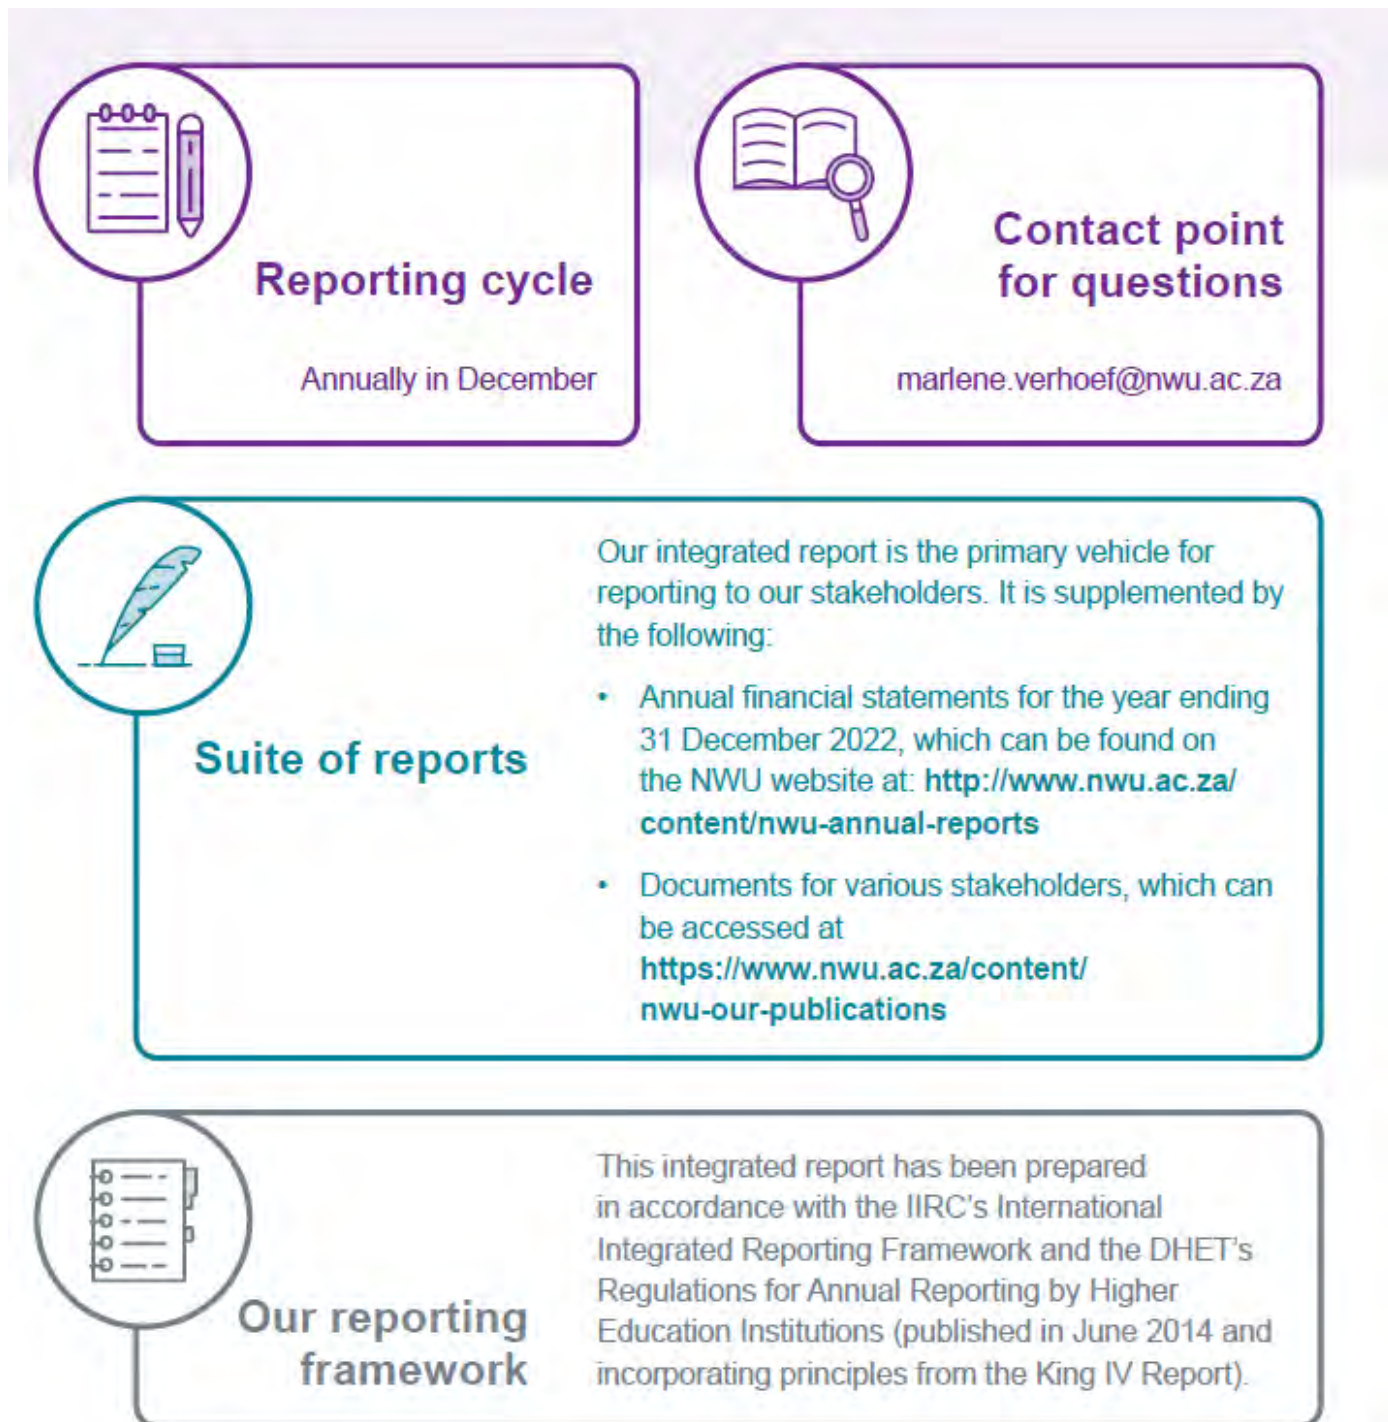 Reporting cycle
Annually in December
Contact point
for questions
marlene.verhoef@nwu.ac.za
Suite of reports
Our integrated report is the primary vehicle for
reporting to our stakeholders. It is supplemented by
the following:
• Annual financial statements for the year ending
31 December 2022, which can be found on
the NWU website at: http://www.nwu.ac.za/
content/nwu-annual-reports
• Documents for various stakeholders, which can
be accessed at
https://www.nwu.ac.za/content/
nwu-our-publications
Our reporting
framework
This integrated report has been prepared
in accordance with the IIRC’s International
Integrated Reporting Framework and the DHET’s
Regulations for Annual Reporting by Higher
Education Institutions (published in June 2014 and
incorporating principles from the King IV Report).